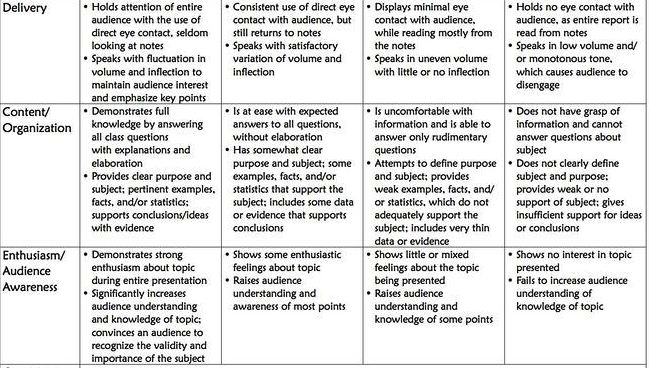 Delivery
• Holds attention of entire
audience with the use of
direct eye contact, seldom
looking at notes
• Speaks with fluctuation in
volume and inflection to
maintain audience interest
and emphasize key points
• Consistent use of direct eye
contact with audience, but
still returns to notes
• Speaks with satisfactory
variation of volume and
inflection
• Displays minimal eye
contact with audience,
while reading mostly from
the notes
• Speaks in uneven volume
with little or no inflection
• Holds no eye contact with
audience, as entire report is
read from notes
• Speaks in low volume and/
or monotonous tone,
which causes audience to
disengage
Content/
Organization
• Demonstrates full
knowledge by answering
all class questions
with explanations and
elaboration
• Provides clear purpose and
subject; pertinent examples,
facts, and/or statistics;
supports conclusions/ideas
with evidence
• Is at ease with expected
answers to all questions,
without elaboration
• Has somewhat clear
purpose and subject; some
examples, facts, and/or
statistics that support the
subject; includes some data
or evidence that supports
conclusions
• Is uncomfortable with
information and is able to
answer only rudimentary
questions
• Attempts to define purpose
and subject; provides
weak examples, facts, and/
or statistics, which do not
adequately support the
subject; includes very thin
data or evidence
• Does not have grasp of
information and cannot
answer questions about
subject
• Does not clearly define
subject and purpose;
provides weak or no
support of subject; gives
insufficient support for ideas
or conclusions
Enthusiasm/
Audience
Awareness
• Demonstrates strong
enthusiasm about topic
during entire presentation
• Significantly increases
audience understanding
and knowledge of topic;
convinces an audience to
recognize the validity and
importance of the subject
• Shows some enthusiastic
feelings about topic
• Raises audience
understanding and
awareness of most points
• Shows little or mixed
feelings about the topic
being presented
• Raises audience
understanding and
knowledge of some points
• Shows no interest in topic
presented
• Fails to increase audience
understanding of
knowledge of topic